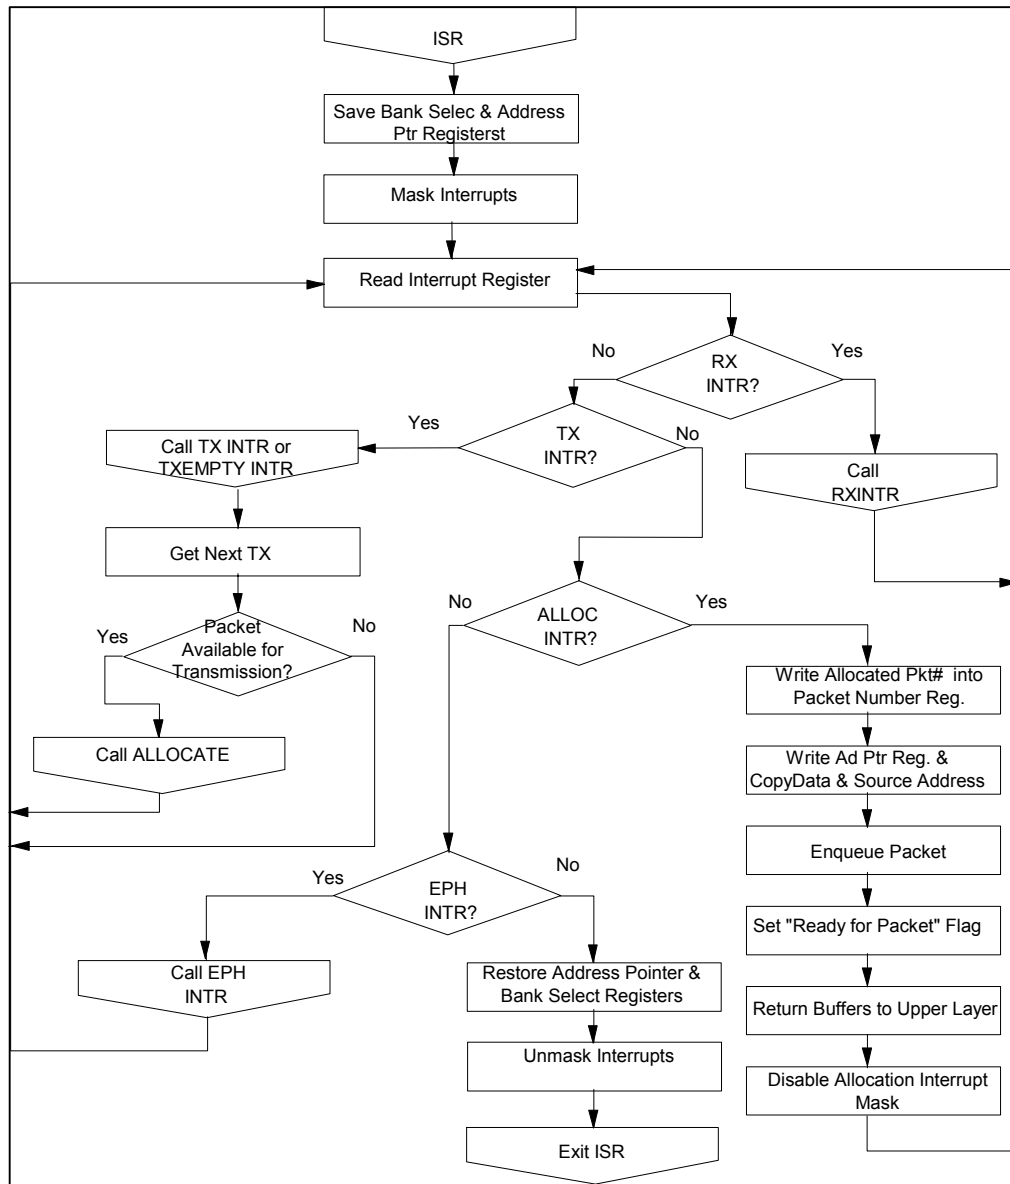 ISR
Save Bank Selec & Address
Ptr Registerst
Mask Interrupts
Read Interrupt Register
No
RX
INTR?
Yes
Yes
TX
INTR?
No
Call TX INTR or
TXEMPTY INTR
Call
RXINTR
Get Next TX
No
ALLOC
INTR?
Yes
Yes
Packet
Available for
Transmission?
No
Write Allocated Pkt# into
Packet Number Reg.
Call ALLOCATE
Write Ad Ptr Reg. &
CopyData & Source Address
Enqueue Packet
Yes
EPH
INTR?
No
Set "Ready for Packet" Flag
Call EPH
INTR
Restore Address Pointer &
Bank Select Registers
Return Buffers to Upper Layer
Unmask Interrupts
Disable Allocation Interrupt
Mask
Exit ISR